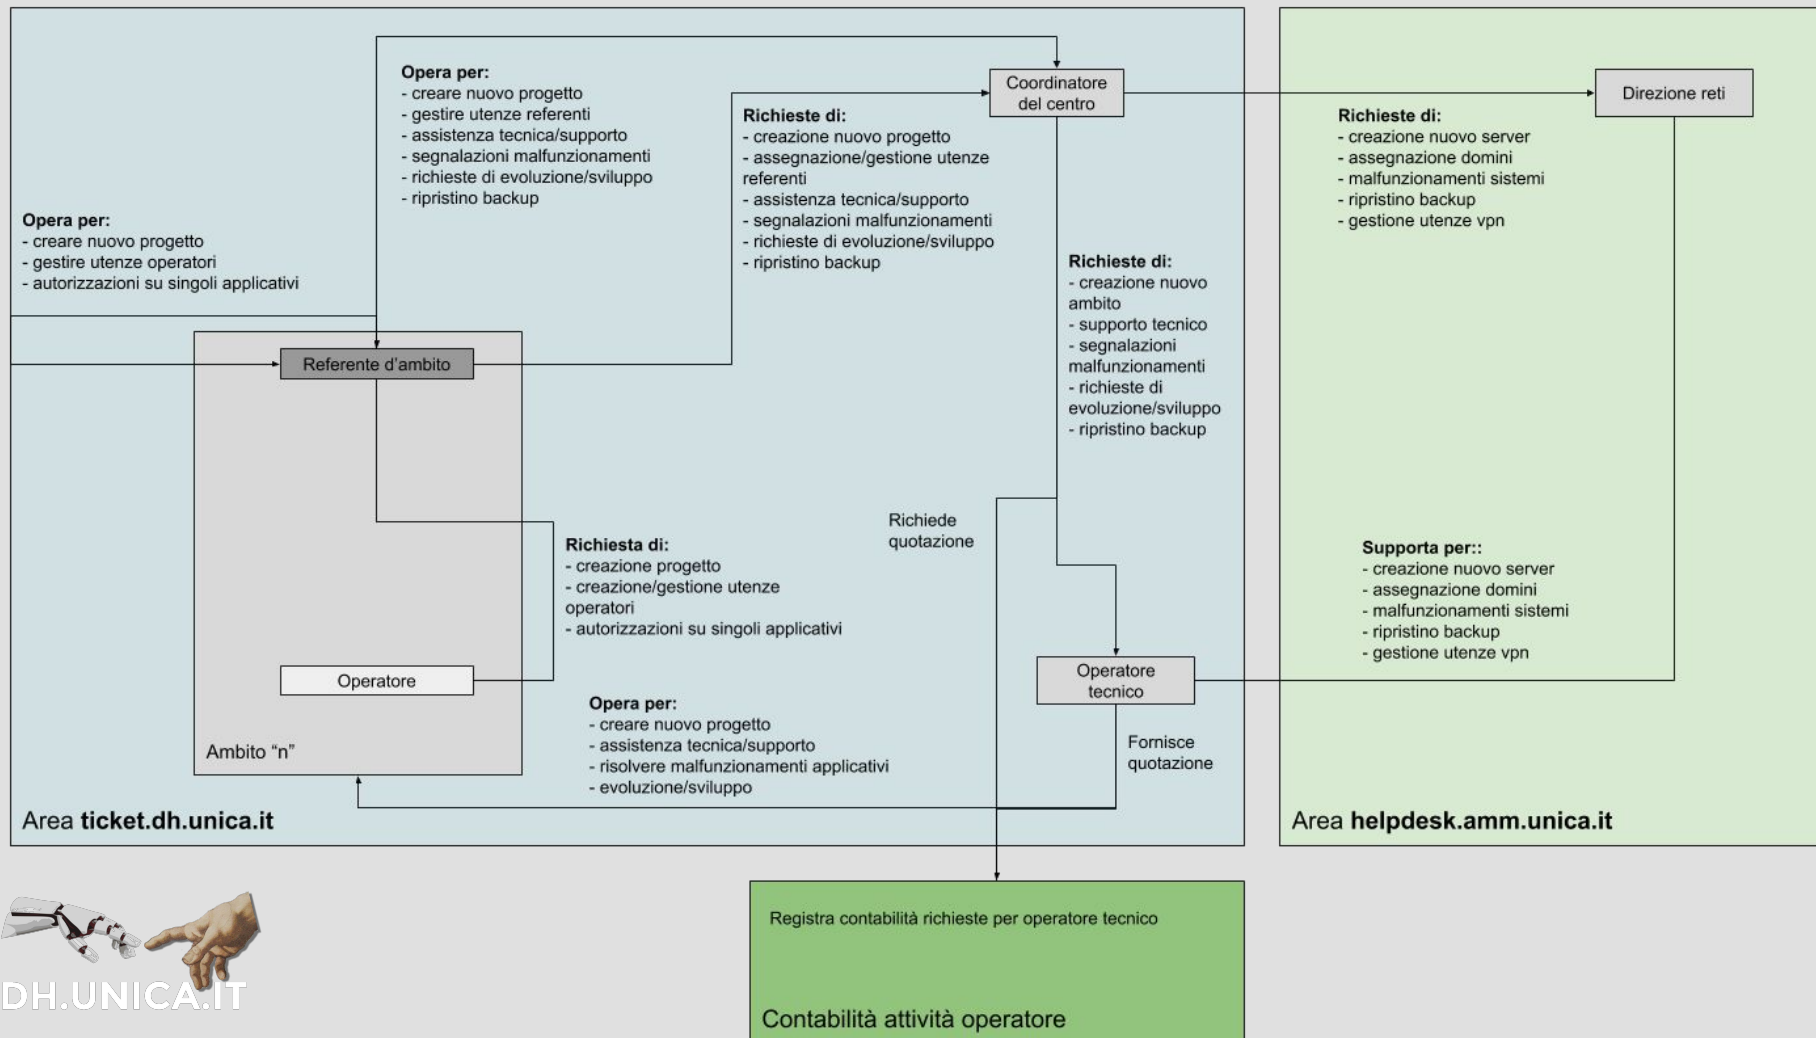 Opera per:
- creare nuovo progetto
- gestire utenze referenti
- assistenza tecnica/supporto
- segnalazioni malfunzionamenti
- richieste di evoluzione/sviluppo
- ripristino backup
Coordinatore
del centro
Direzione reti
Richieste di:
- creazione nuovo progetto
- assegnazione/gestione utenze
referenti
- assistenza tecnica/supporto
- segnalazioni malfunzionamenti
- richieste di evoluzione/sviluppo
- ripristino backup
Richieste di:
- creazione nuovo server
- assegnazione domini
- malfunzionamenti sistemi
- ripristino backup
- gestione utenze vpn
Opera per:
- creare nuovo progetto
- gestire utenze operatori
- autorizzazioni su singoli applicativi
Richieste di:
- creazione nuovo
ambito
- supporto tecnico
- segnalazioni
malfunzionamenti
- richieste di
evoluzione/sviluppo
- ripristino backup
Referente d'ambito
Richiede
quotazione
Richiesta di:
- creazione progetto
- creazione/gestione utenze
operatori
- autorizzazioni su singoli applicativi
Supporta per::
- creazione nuovo server
- assegnazione domini
- malfunzionamenti sistemi
- ripristino backup
- gestione utenze vpn
Operatore
Operatore
tecnico
Opera per:
- creare nuovo progetto
- assistenza tecnica/supporto
- risolvere malfunzionamenti applicativi
- evoluzione/sviluppo
Fornisce
quotazione
Ambito “n”
Area ticket.dh.unica.it
Area helpdesk.amm.unica.it
Registra contabilità richieste per operatore tecnico
DH.UNICA.IT
Contabilità attività operatore